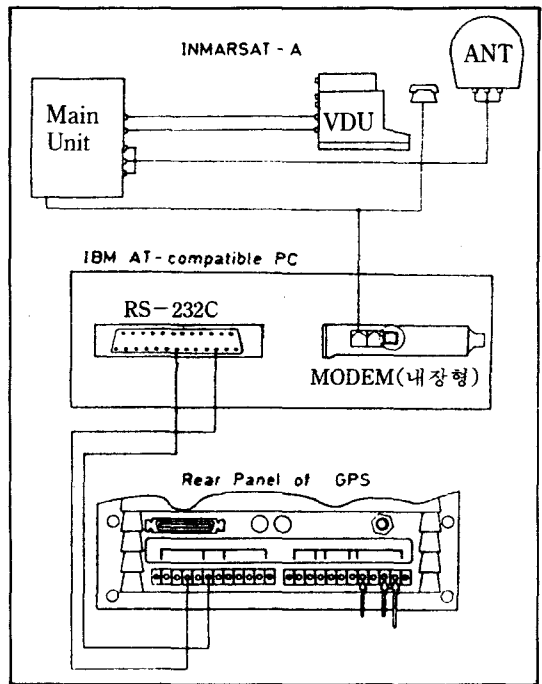 INMARSAT - A
ANT
Main
Unit
VDU
IBM AT-compatible PC
RS-232C
MODEM(내장형)
Rear Panel of GPS